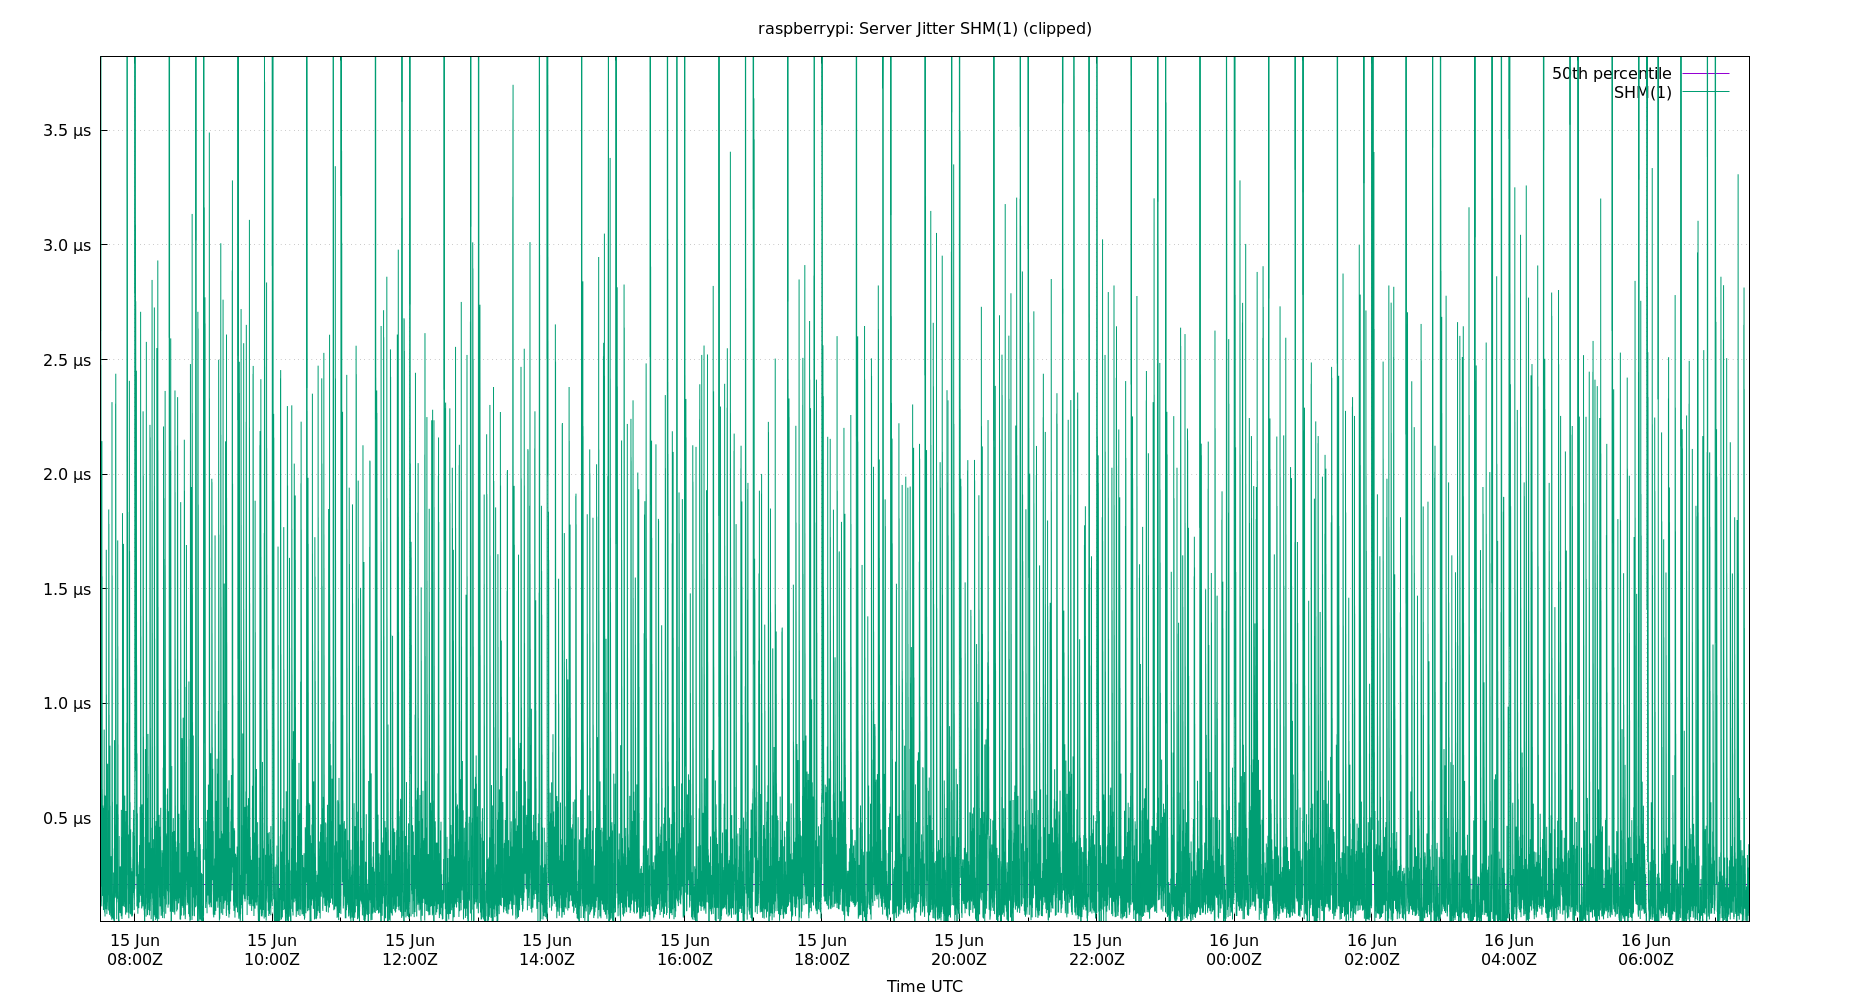 raspberrypi: Server Jitter SHM(1) (clipped)
50th percentile
SHM(1)
3.5 µs
3.0 µs
2.5 µs
2.0 µs
1.5 µs
1.0 µs
0.5 µs
15 Jun 15 Jun 15 Jun 15 Jun 15 Jun 15 Jun 15 Jun 15 Jun 16 Jun 16 Jun 16 Jun 16 Jun
08:00Z 10:00Z 12:00Z 14:00Z 16:00Z 18:00Z 20:00Z 22:00Z 00:00Z 02:00Z 04:00Z 06:00Z
Time UTC